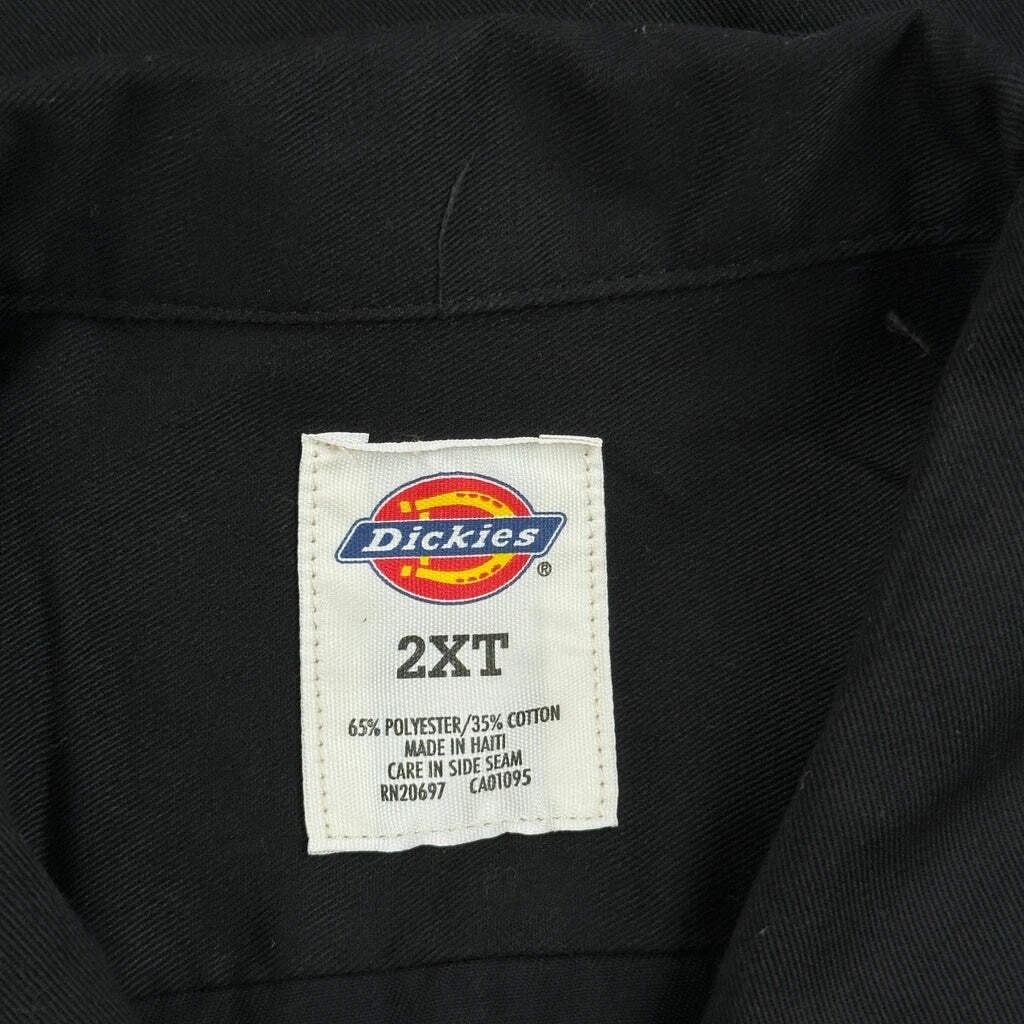 Dickies
®
2XT
65% POLYESTER/35% COTTON
MADE IN HAITI
CARE IN SIDE SEAM
RN20697 CA01095